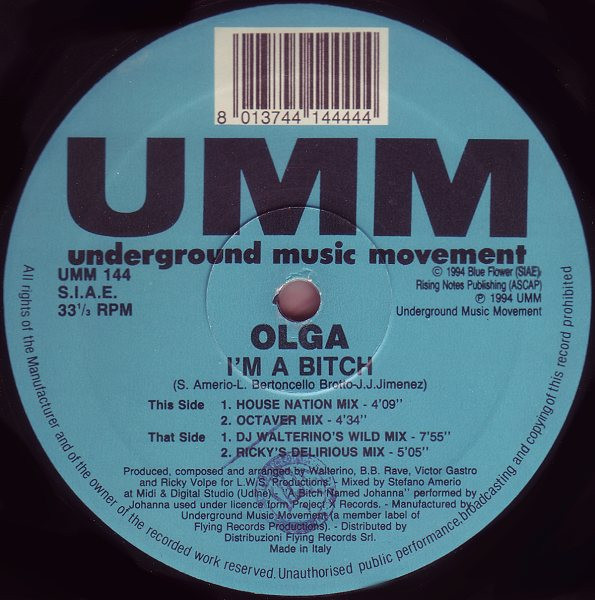 8 013744 144444
UMM
underground music movement
UMM 144
S.I.A.E.
33 1/3 RPM
© 1994 Blue Flower (SIAE)
Rising Notes Publishing (ASCAP)
℗ 1994 UMM
Underground Music Movement
OLGA
I'M A BITCH
(S. Amerio-L. Bertoncello Brotto-J.J.Jimenez)
This Side 1. HOUSE NATION MIX - 4'09"
2. OCTAVER MIX - 4'34"
That Side 1. DJ WALTERINO'S WILD MIX - 7'55"
2. RICKY'S DELIRIOUS MIX - 5'05"
Produced, composed and arranged by Walterino, B.B. Rave, Victor Gastro
and Ricky Volpe for L.W.S. Productions - Mixed by Stefano Amerio
at Midi & Digital Studio (Udine) - "A Bitch Named Johanna" performed by
Johanna used under licence form Project X Records. - Manufactured by
Underground Music Movement (a member label of
Flying Records Productions). - Distributed by
Distribuzioni Flying Records Srl.
Made in Italy
All rights of the Manufacturer and of the owner of the recorded work reserved. Unauthorised public performance, broadcasting and copying of this record prohibited